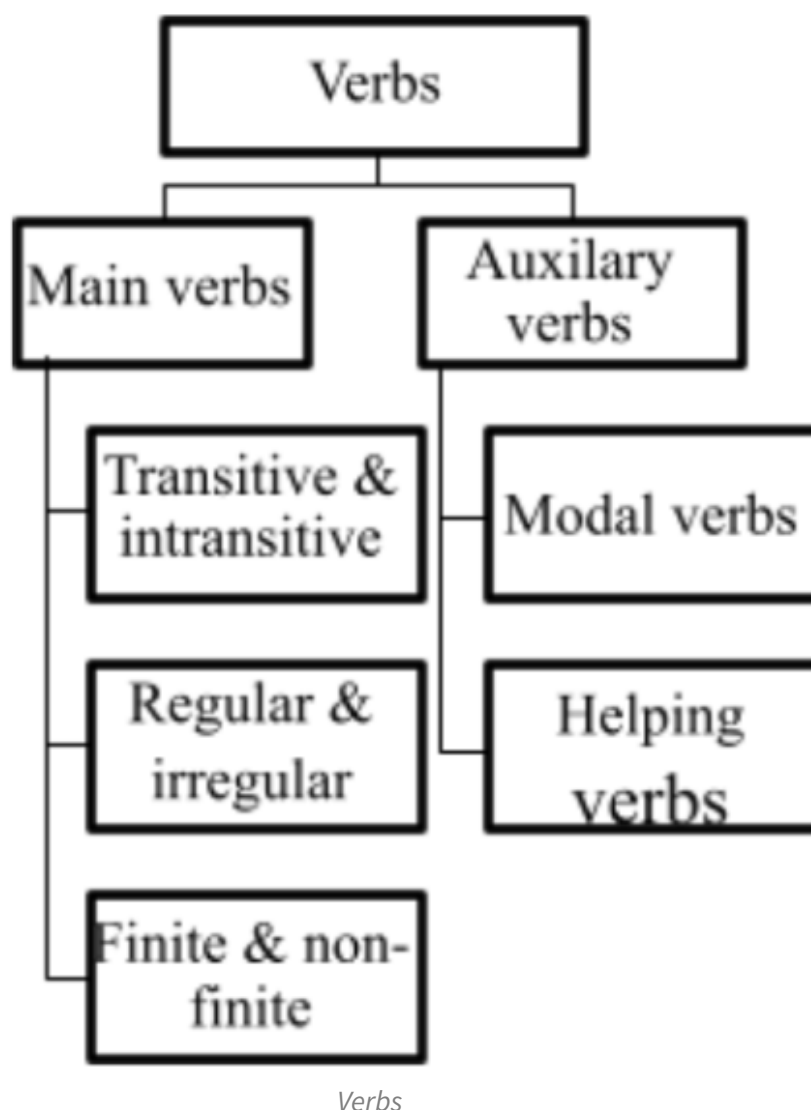 Verbs
Main verbs
Auxilary
verbs
Transitive &
intransitive
Modal verbs
Regular &
irregular
Helping
verbs
Finite & non-
finite
Verbs